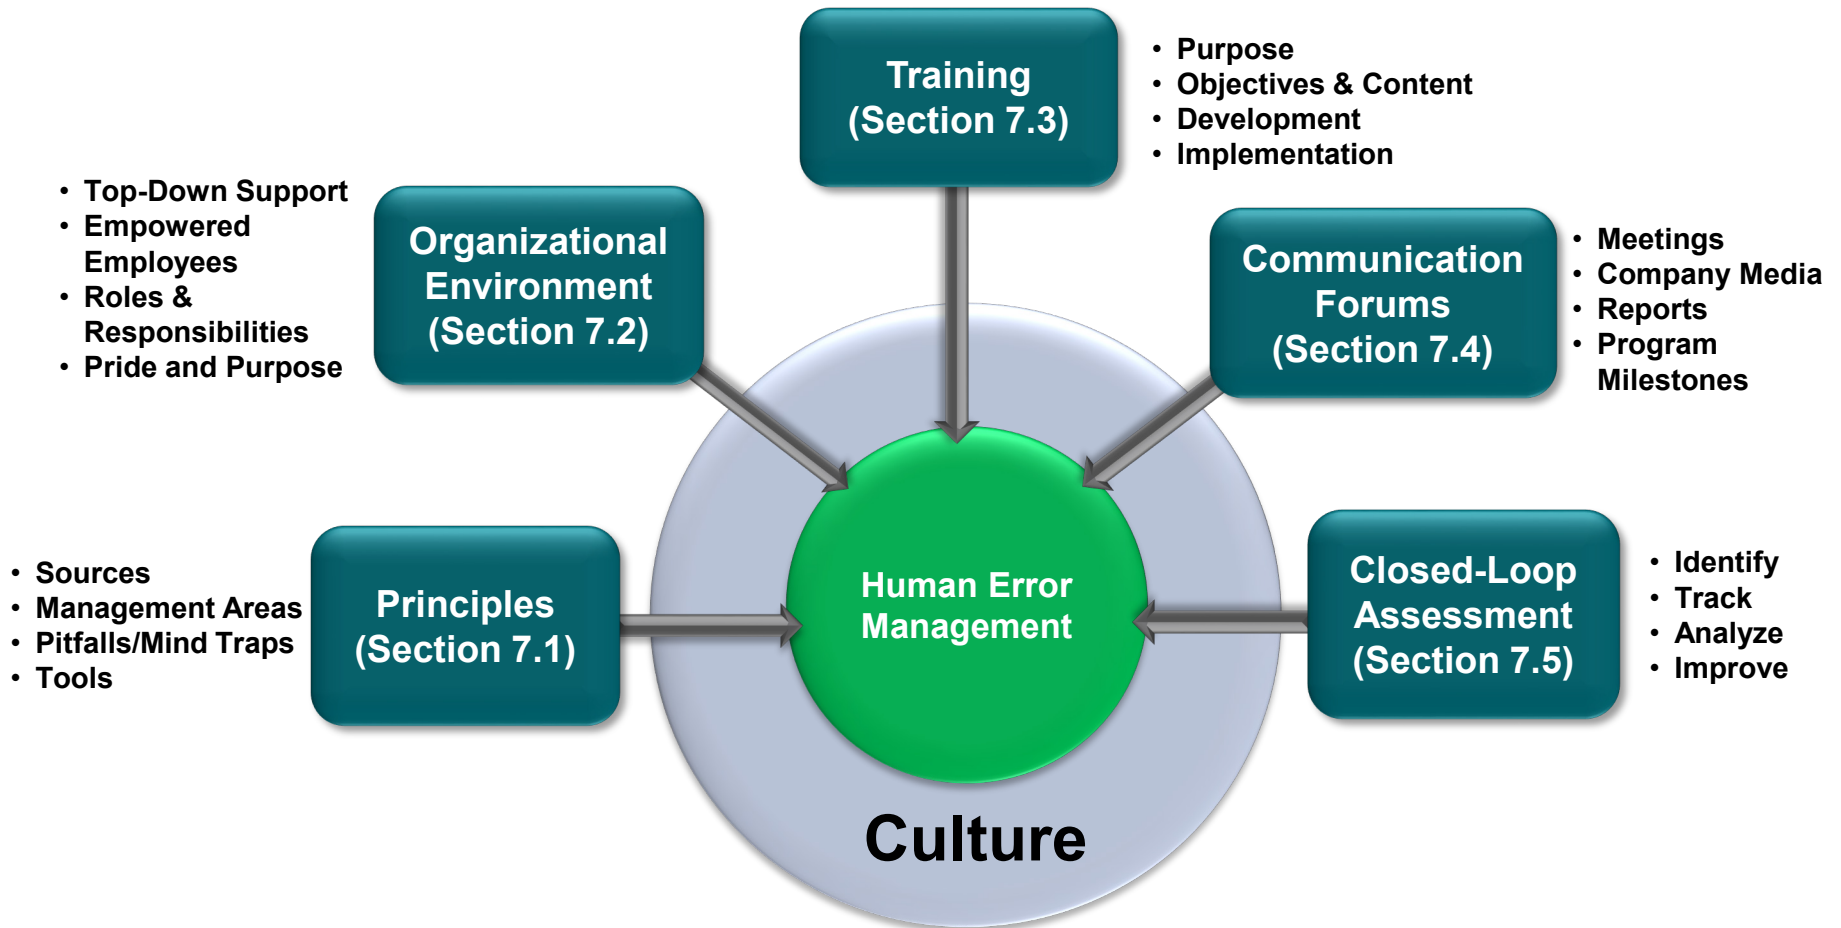 Training
(Section 7.3)
• Purpose
• Objectives & Content
• Development
• Implementation
• Top-Down Support
• Empowered
Employees
• Roles &
Responsibilities
• Pride and Purpose
Organizational
Environment
(Section 7.2)
Communication
Forums
(Section 7.4)
• Meetings
• Company Media
• Reports
• Program
Milestones
• Sources
• Management Areas
• Pitfalls/Mind Traps
• Tools
Principles
(Section 7.1)
Human Error
Management
Closed-Loop
Assessment
(Section 7.5)
• Identify
• Track
• Analyze
• Improve
Culture